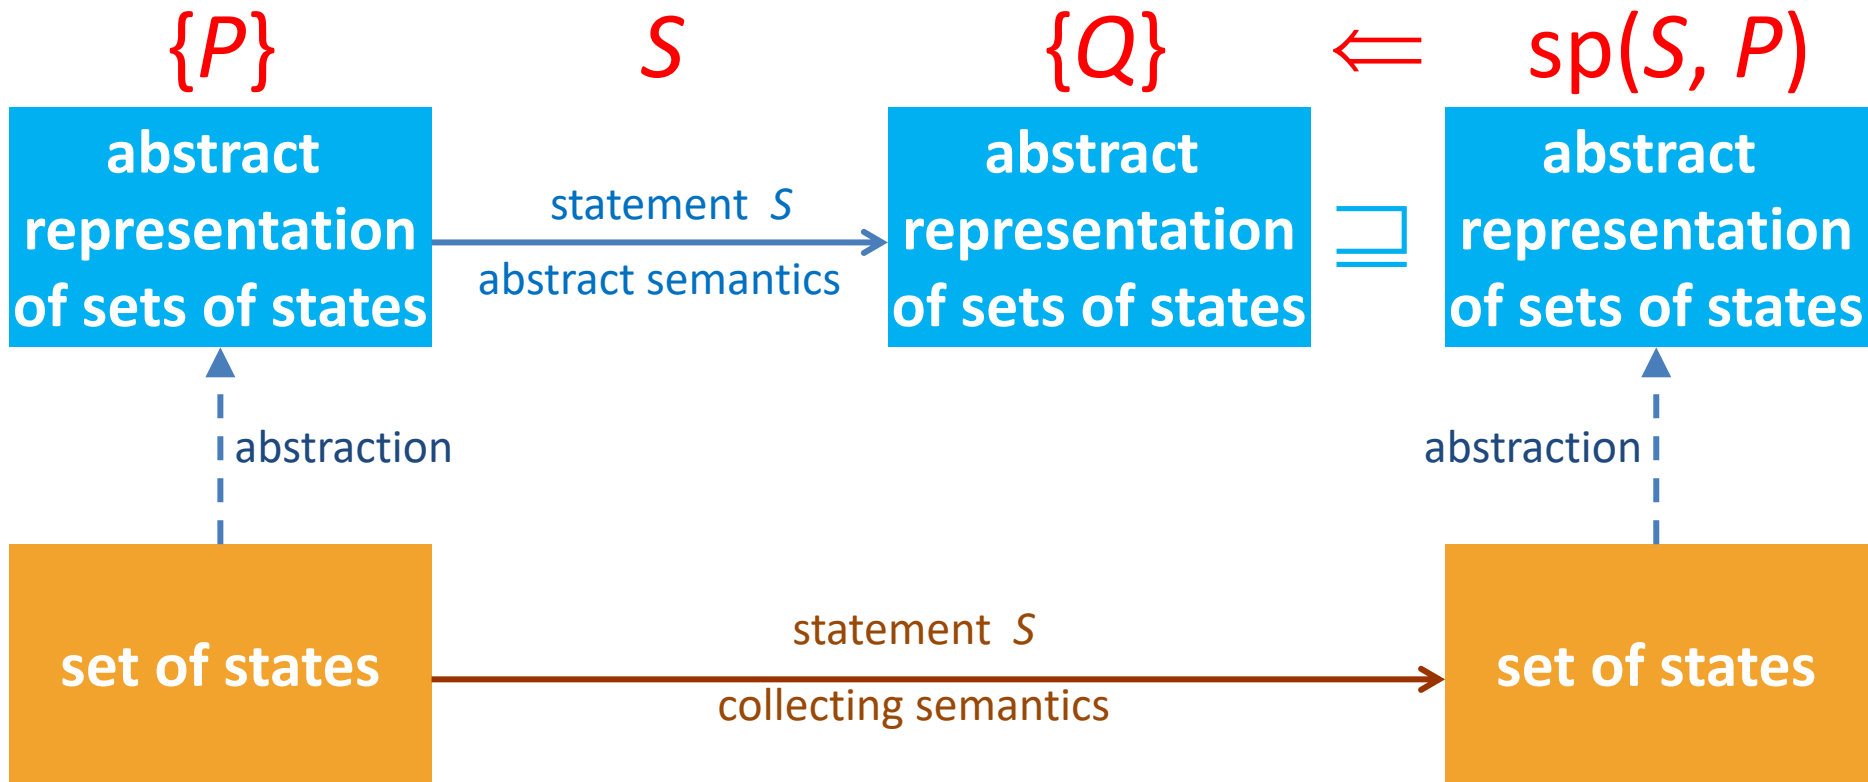 {P} S {Q} ⇐ sp(S, P)
abstract
representation
of sets of states
statement S
abstract semantics
abstract
representation
of sets of states
⊒
abstract
representation
of sets of states
abstraction
abstraction
set of states
statement S
collecting semantics
set of states